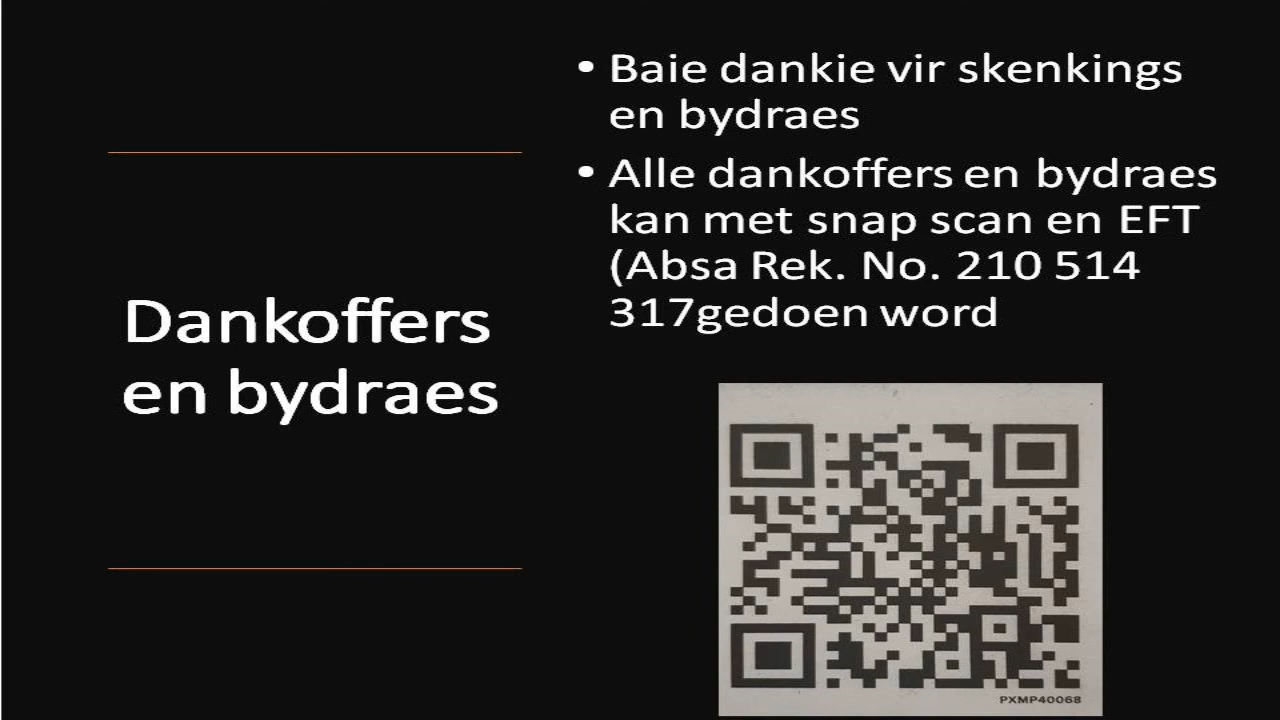 Dankoffers
en bydraes
• Baie dankie vir skenkings
en bydraes
• Alle dankoffers en bydraes
kan met snap scan en EFT
(Absa Rek. No. 210 514
317gedoen word
PXMP40068